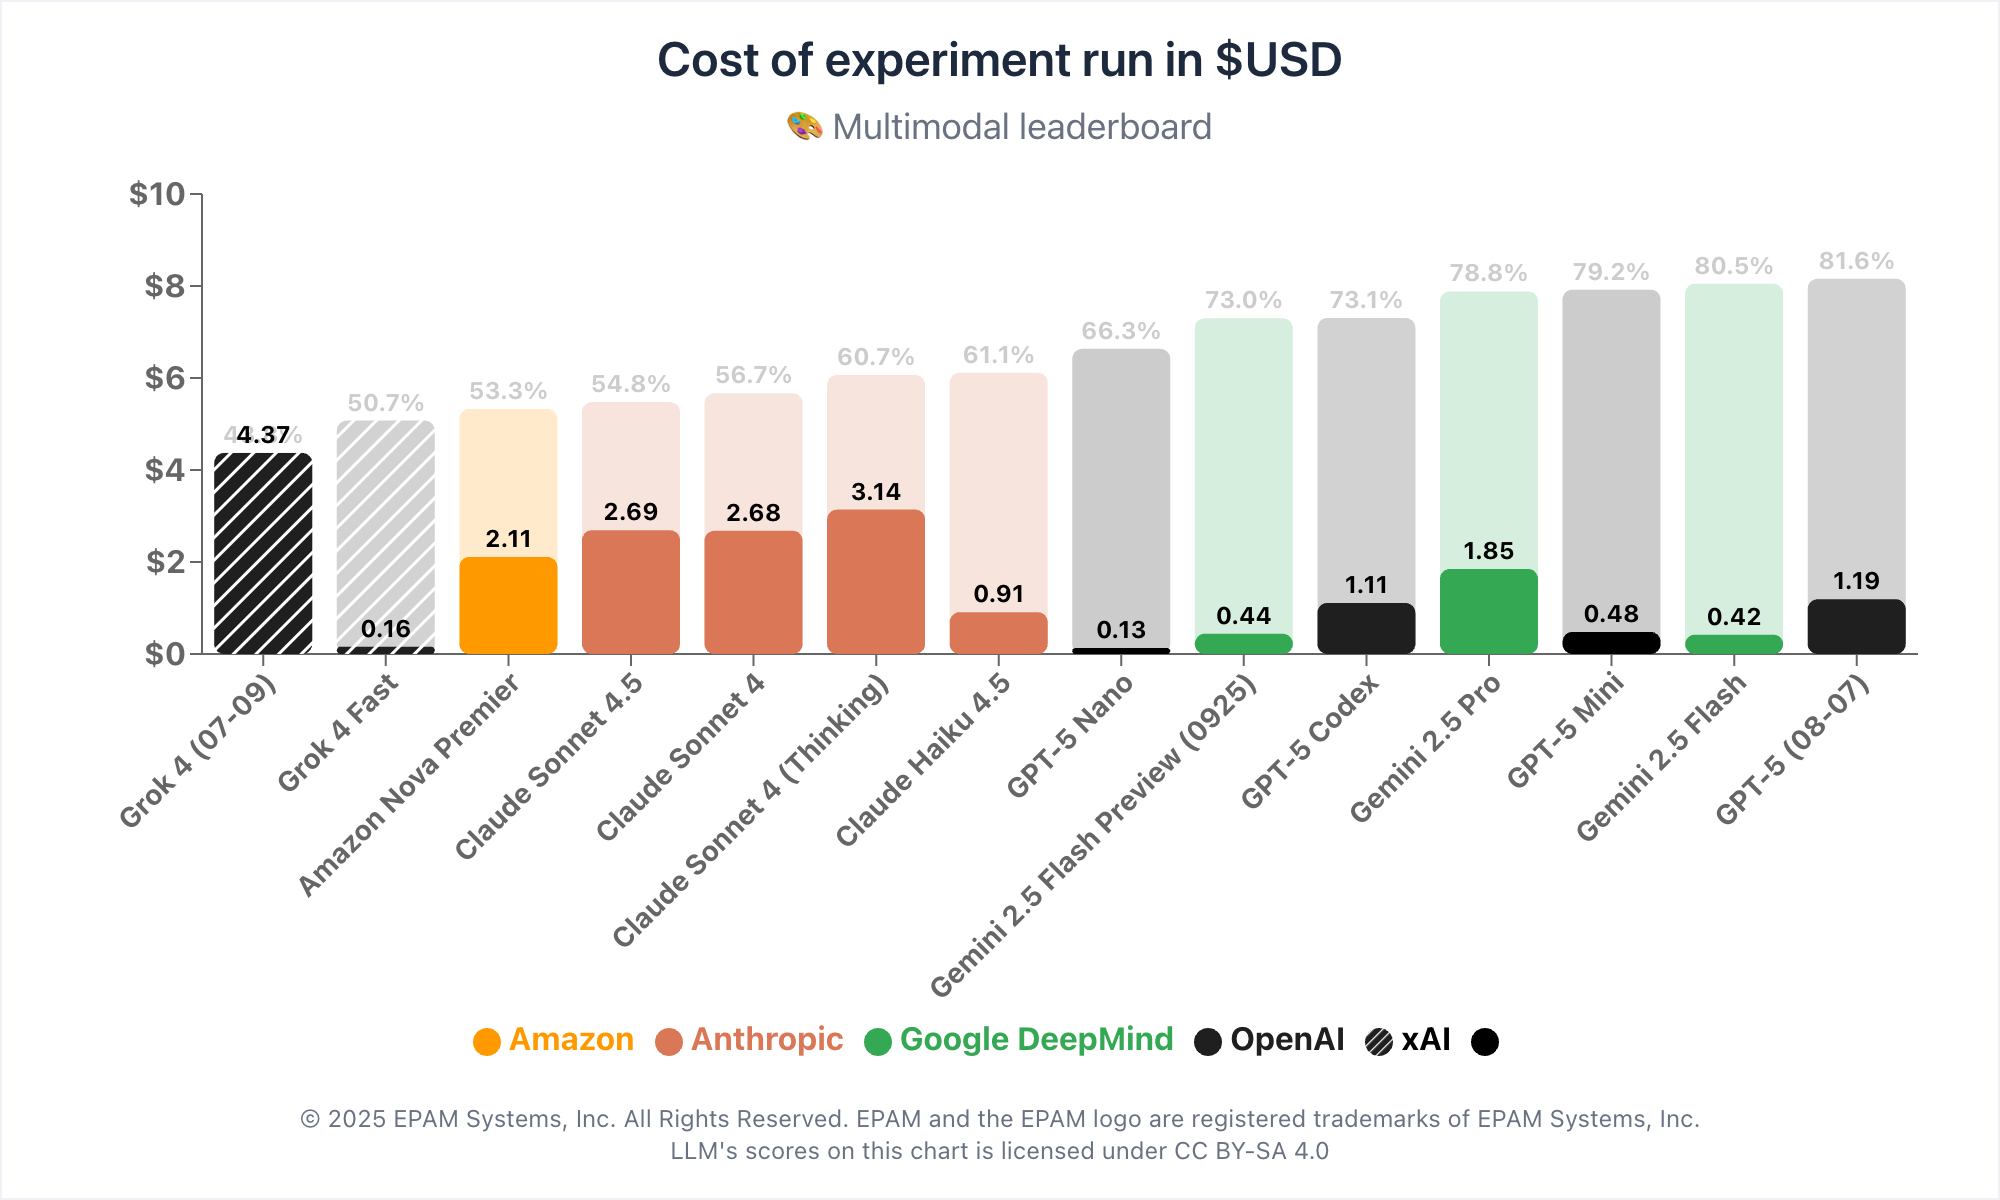 Cost of experiment run in $USD
🎨 Multimodal leaderboard
$10
$8
$6
$4
$2
$0
4.37
50.7%
0.16
53.3%
2.11
54.8%
2.69
56.7%
2.68
60.7%
3.14
61.1%
0.91
66.3%
0.13
73.0%
0.44
73.1%
1.11
78.8%
1.85
79.2%
0.48
80.5%
0.42
81.6%
1.19
Grok 4 (07-09)
Grok 4 Fast
Amazon Nova Premier
Claude Sonnet 4.5
Claude Sonnet 4
Claude Sonnet 4 (Thinking)
Claude Haiku 4.5
GPT-5 Nano
Gemini 2.5 Flash Preview (0925)
GPT-5 Codex
Gemini 2.5 Pro
GPT-5 Mini
Gemini 2.5 Flash
GPT-5 (08-07)
Amazon Anthropic Google DeepMind OpenAI xAI
© 2025 EPAM Systems, Inc. All Rights Reserved. EPAM and the EPAM logo are registered trademarks of EPAM Systems, Inc.
LLM's scores on this chart is licensed under CC BY-SA 4.0